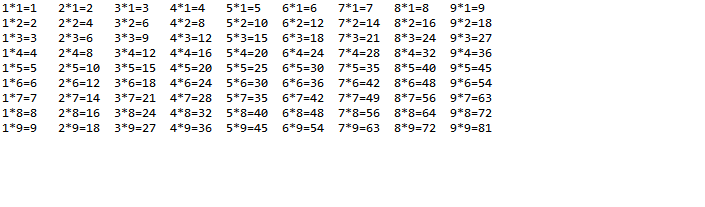 1*1=1 2*1=2 3*1=3 4*1=4 5*1=5 6*1=6 7*1=7 8*1=8 9*1=9
1*2=2 2*2=4 3*2=6 4*2=8 5*2=10 6*2=12 7*2=14 8*2=16 9*2=18
1*3=3 2*3=6 3*3=9 4*3=12 5*3=15 6*3=18 7*3=21 8*3=24 9*3=27
1*4=4 2*4=8 3*4=12 4*4=16 5*4=20 6*4=24 7*4=28 8*4=32 9*4=36
1*5=5 2*5=10 3*5=15 4*5=20 5*5=25 6*5=30 7*5=35 8*5=40 9*5=45
1*6=6 2*6=12 3*6=18 4*6=24 5*6=30 6*6=36 7*6=42 8*6=48 9*6=54
1*7=7 2*7=14 3*7=21 4*7=28 5*7=35 6*7=42 7*7=49 8*7=56 9*7=63
1*8=8 2*8=16 3*8=24 4*8=32 5*8=40 6*8=48 7*8=56 8*8=64 9*8=72
1*9=9 2*9=18 3*9=27 4*9=36 5*9=45 6*9=54 7*9=63 8*9=72 9*9=81